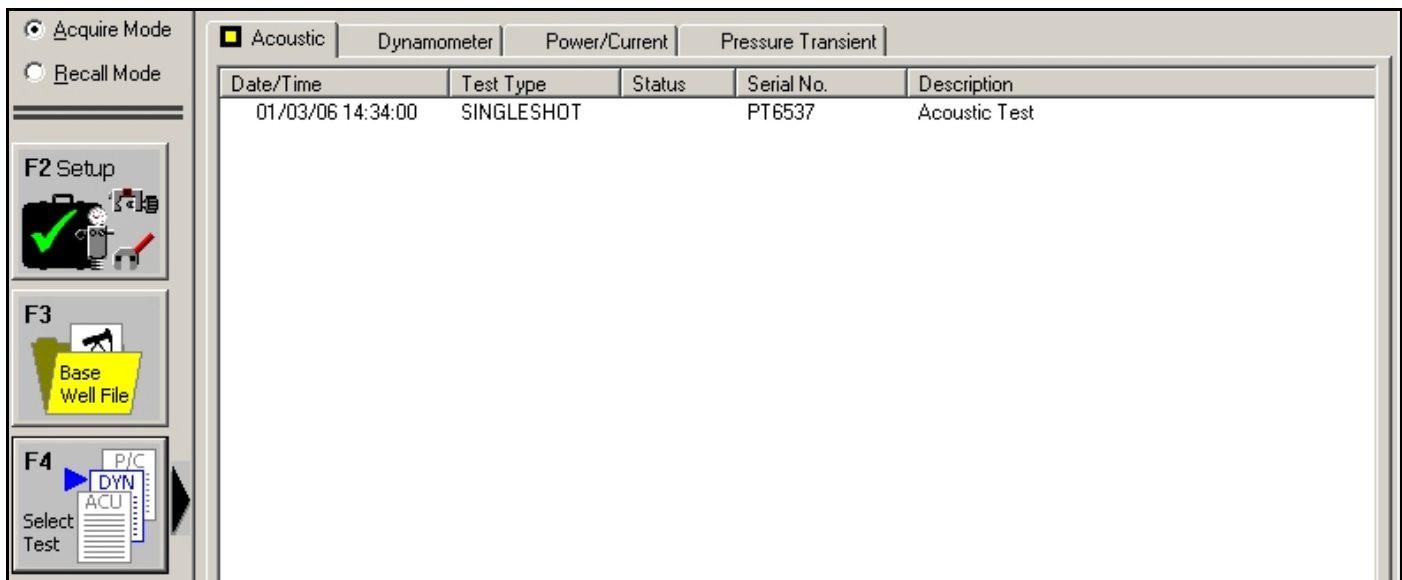 Acquire Mode
Recall Mode
F2 Setup
F3
Base
Well File
F4
P/C
DYN
ACU
Select
Test
Acoustic Dynamometer Power/Current Pressure Transient
Date/Time Test Type Status Serial No. Description
01/03/06 14:34:00 SINGLESHOT PT6537 Acoustic Test